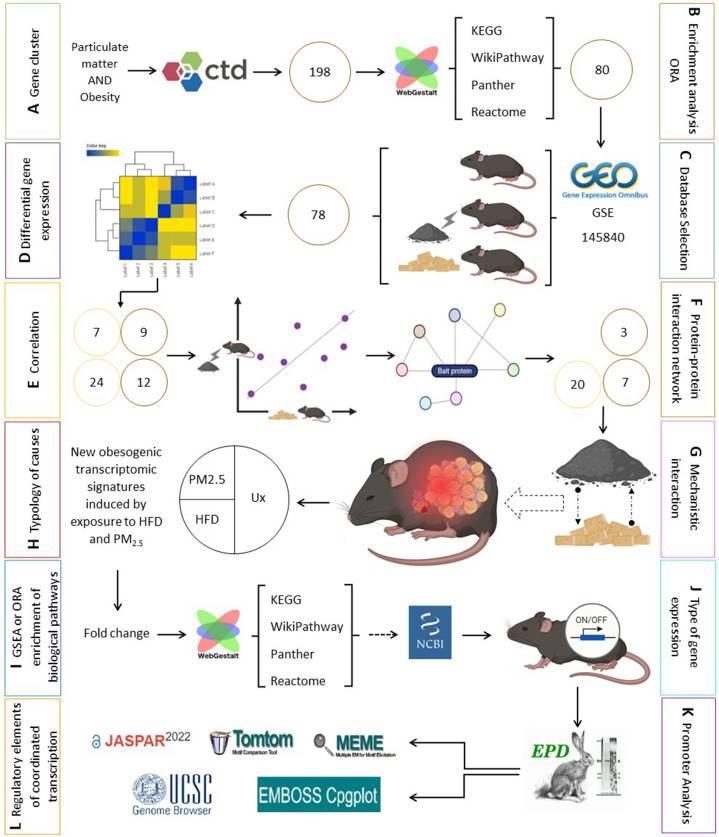 A Gene cluster
Particulate
matter
AND
Obesity
ctd
198
WebGestalt
KEGG
WikiPathway
Panther
Reactome
80
B Enrichment analysis
ORA
D Differential gene
expression
Color key
Label A
Label B
Label C
Label D
Label E
Label F
Label 1
Label 2
Label 3
Label 4
Label 5
Label 6
78
GEO
Gene Expression Omnibus
GSE
145840
C Database Selection
E Correlation
7
9
24
12
Bait protein
3
20
7
F Protein-protein
interaction network
H Typology of causes
New obesogenic
transcriptomic
signatures
induced by
exposure to HFD
and PM2.5
PM2.5
HFD
Ux
G Mechanistic
interaction
I GSEA or ORA
enrichment of
biological pathways
Fold change
WebGestalt
KEGG
WikiPathway
Panther
Reactome
NCBI
ON/OFF
J Type of gene
expression
L Regulatory elements
of coordinated
transcription
JASPAR2022
Tomtom
Motif Comparison Tool
MEME
Multiple EM for Motif Elicitation
UCSC
Genome Browser
EMBOSS Cpgplot
EPD
K Promoter Analysis